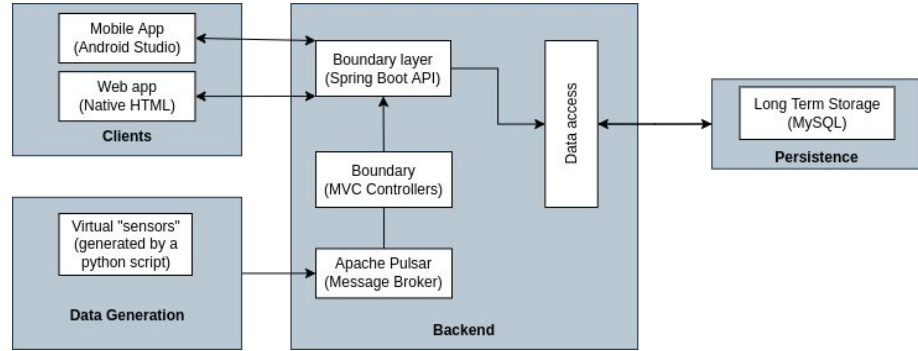 Mobile App
(Android Studio)
Web app
(Native HTML)
Clients
Virtual "sensors"
(generated by a
python script)
Data Generation
Boundary layer
(Spring Boot API)
Boundary
(MVC Controllers)
Apache Pulsar
(Message Broker)
Data access
Backend
Long Term Storage
(MySQL)
Persistence